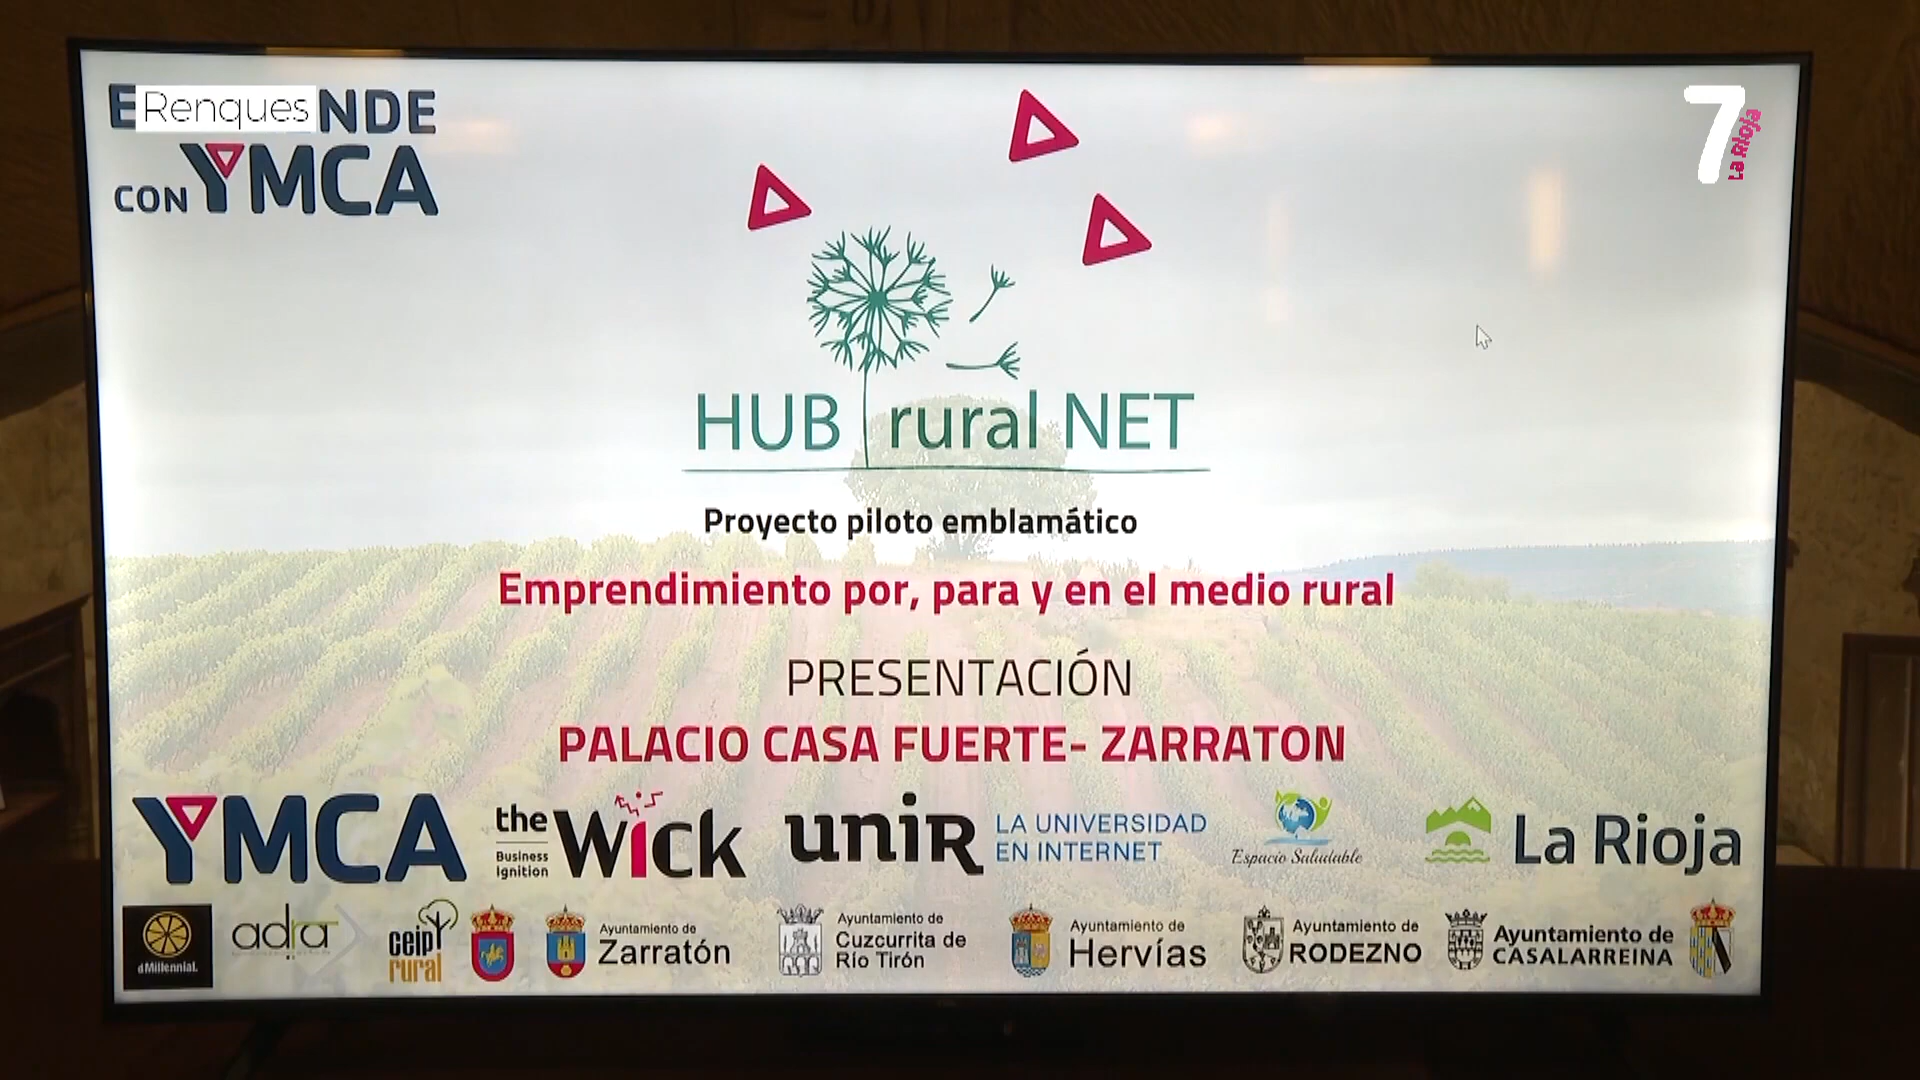 E Renques NDE
CON YMCA
7 La Rioja
HUB rural NET
Proyecto piloto emblamático
Emprendimiento por, para y en el medio rural
PRESENTACIÓN
PALACIO CASA FUERTE- ZARRATON
YMCA
the Wick
Business Ignition
unir LA UNIVERSIDAD EN INTERNET
Espacio Saludable
La Rioja
dMillennial.
adra
ceip rural
Ayuntamiento de Zarratón
Ayuntamiento de Cuzcurrita de Río Tirón
Ayuntamiento de Hervías
Ayuntamiento de RODEZNO
Ayuntamiento de CASALARREINA